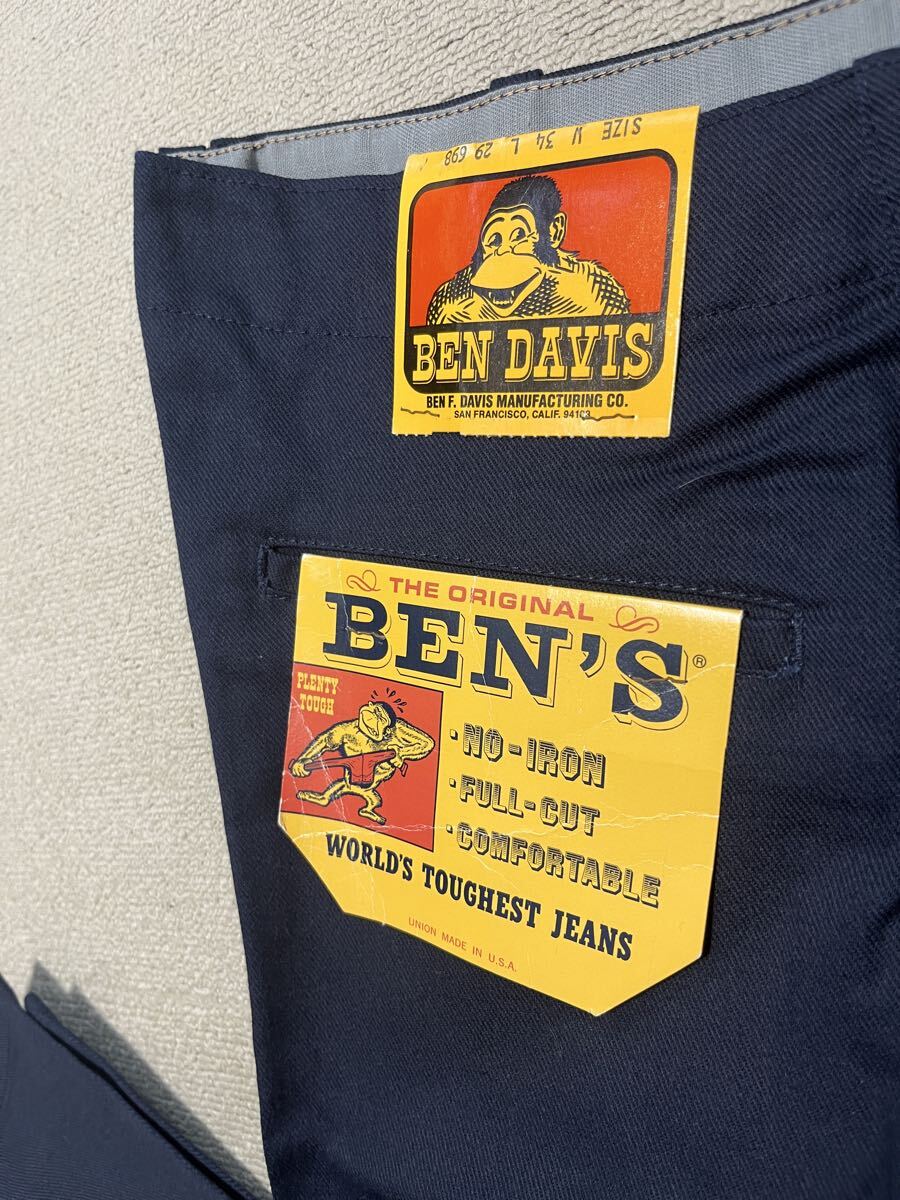 SIZE W 34 L 29 698
BEN DAVIS
BEN F. DAVIS MANUFACTURING CO.
SAN FRANCISCO, CALIF. 94103
THE ORIGINAL
BEN'S®
PLENTY
TOUGH
·NO-IRON
·FULL-CUT
·COMFORTABLE
WORLD'S TOUGHEST JEANS
UNION MADE IN U.S.A.